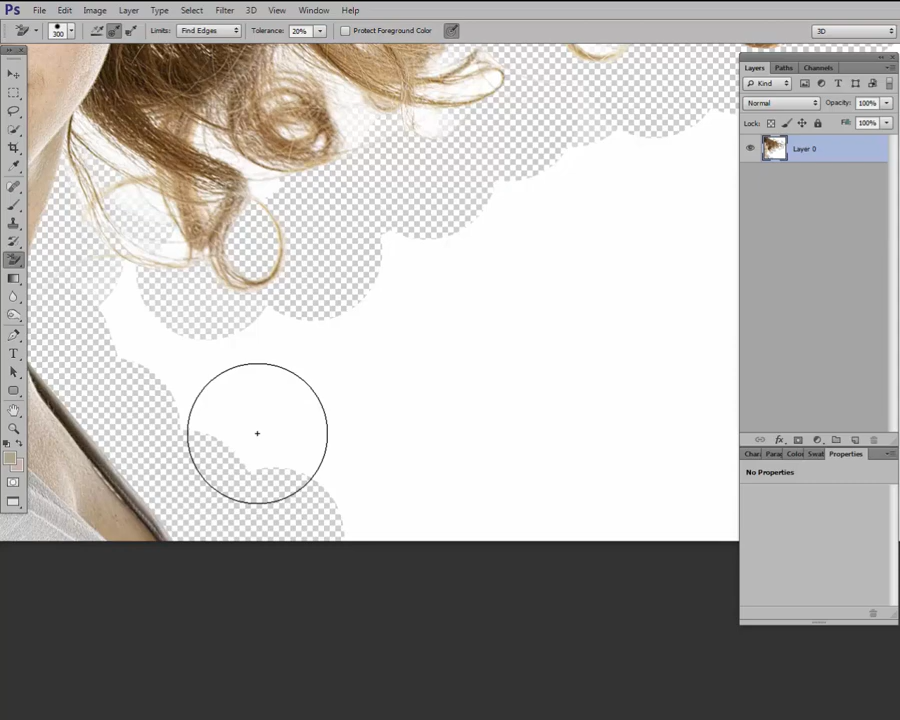 Ps File Edit Image Layer Type Select Filter 3D View Window Help
300 Limits: Find Edges Tolerance: 20% Protect Foreground Color 3D
Layers Paths Channels
Kind
Normal Opacity: 100%
Lock: Fill: 100%
Layer 0
fx
Char Para Color Swat Properties
No Properties